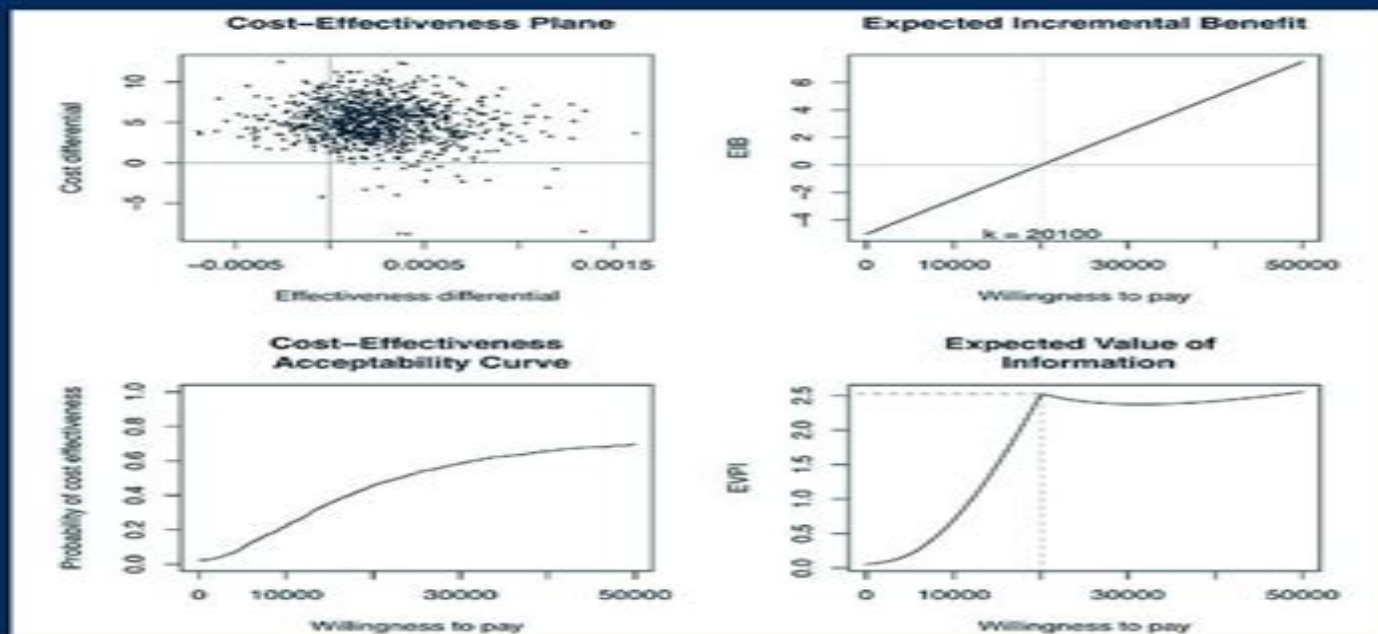 Cost-Effectiveness Plane
Cost differential
10
5
0
-5
-0.0005
0.0005
0.0015
Effectiveness differential
Expected Incremental Benefit
EIB
6
4
2
0
-2
-4
k = 20100
0
10000
30000
50000
Willingness to pay
Cost-Effectiveness
Acceptability Curve
Probability of cost effectiveness
1.0
0.8
0.6
0.4
0.2
0.0
0
10000
30000
50000
Willingness to pay
Expected Value of
Information
EVPI
2.5
2.0
1.5
1.0
0.5
0.0
0
10000
30000
50000
Willingness to pay